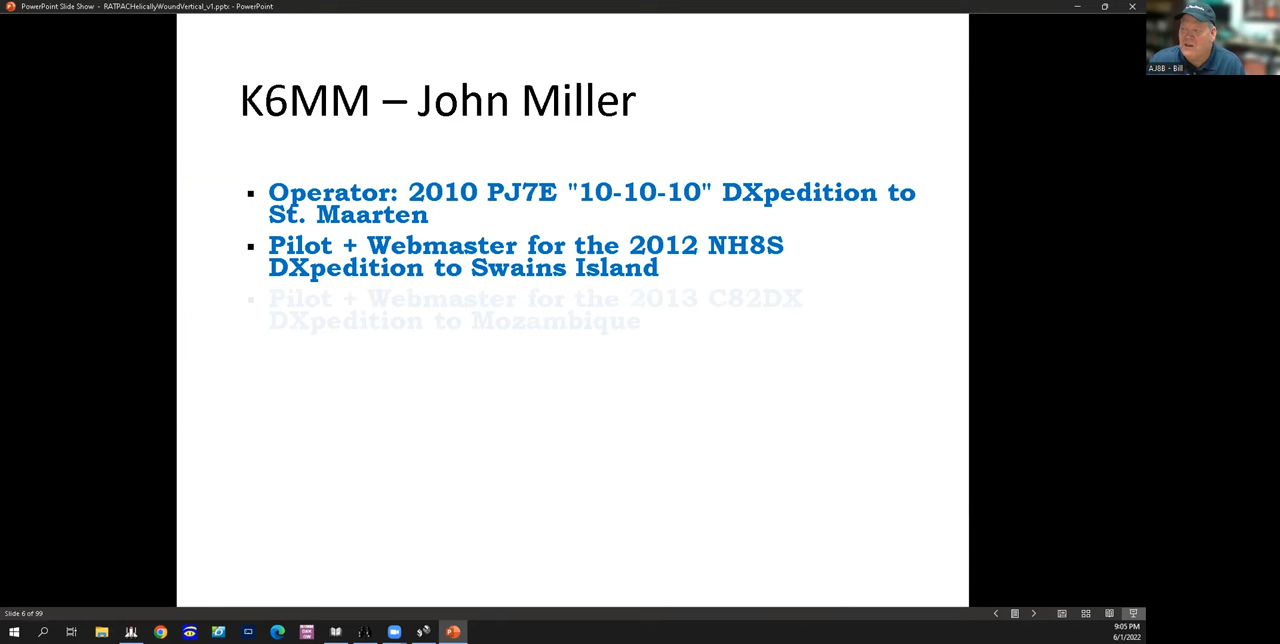 PowerPoint Slide Show - RATPACHelicallyWoundVertical_v1.pptx - PowerPoint
AJ8B - Bill
K6MM – John Miller
▪ Operator: 2010 PJ7E "10-10-10" DXpedition to
St. Maarten
▪ Pilot + Webmaster for the 2012 NH8S
DXpedition to Swains Island
▪ Pilot + Webmaster for the 2013 C82DX
DXpedition to Mozambique
Slide 6 of 99
9:05 PM
6/1/2022